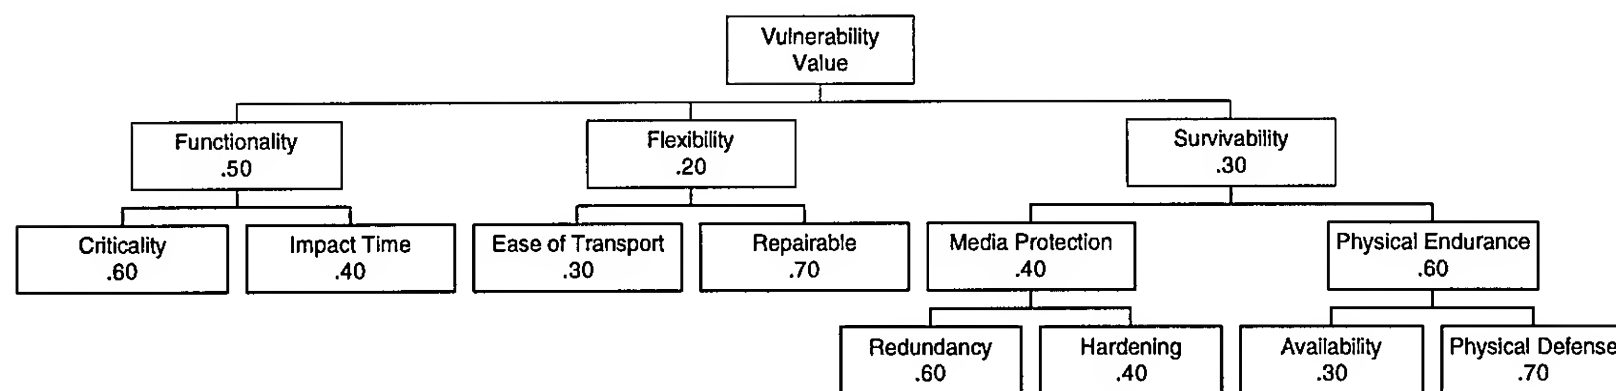 Vulnerability
Value
Functionality
.50
Flexibility
.20
Survivability
.30
Criticality
.60
Impact Time
.40
Ease of Transport
.30
Repairable
.70
Media Protection
.40
Physical Endurance
.60
Redundancy
.60
Hardening
.40
Availability
.30
Physical Defense
.70